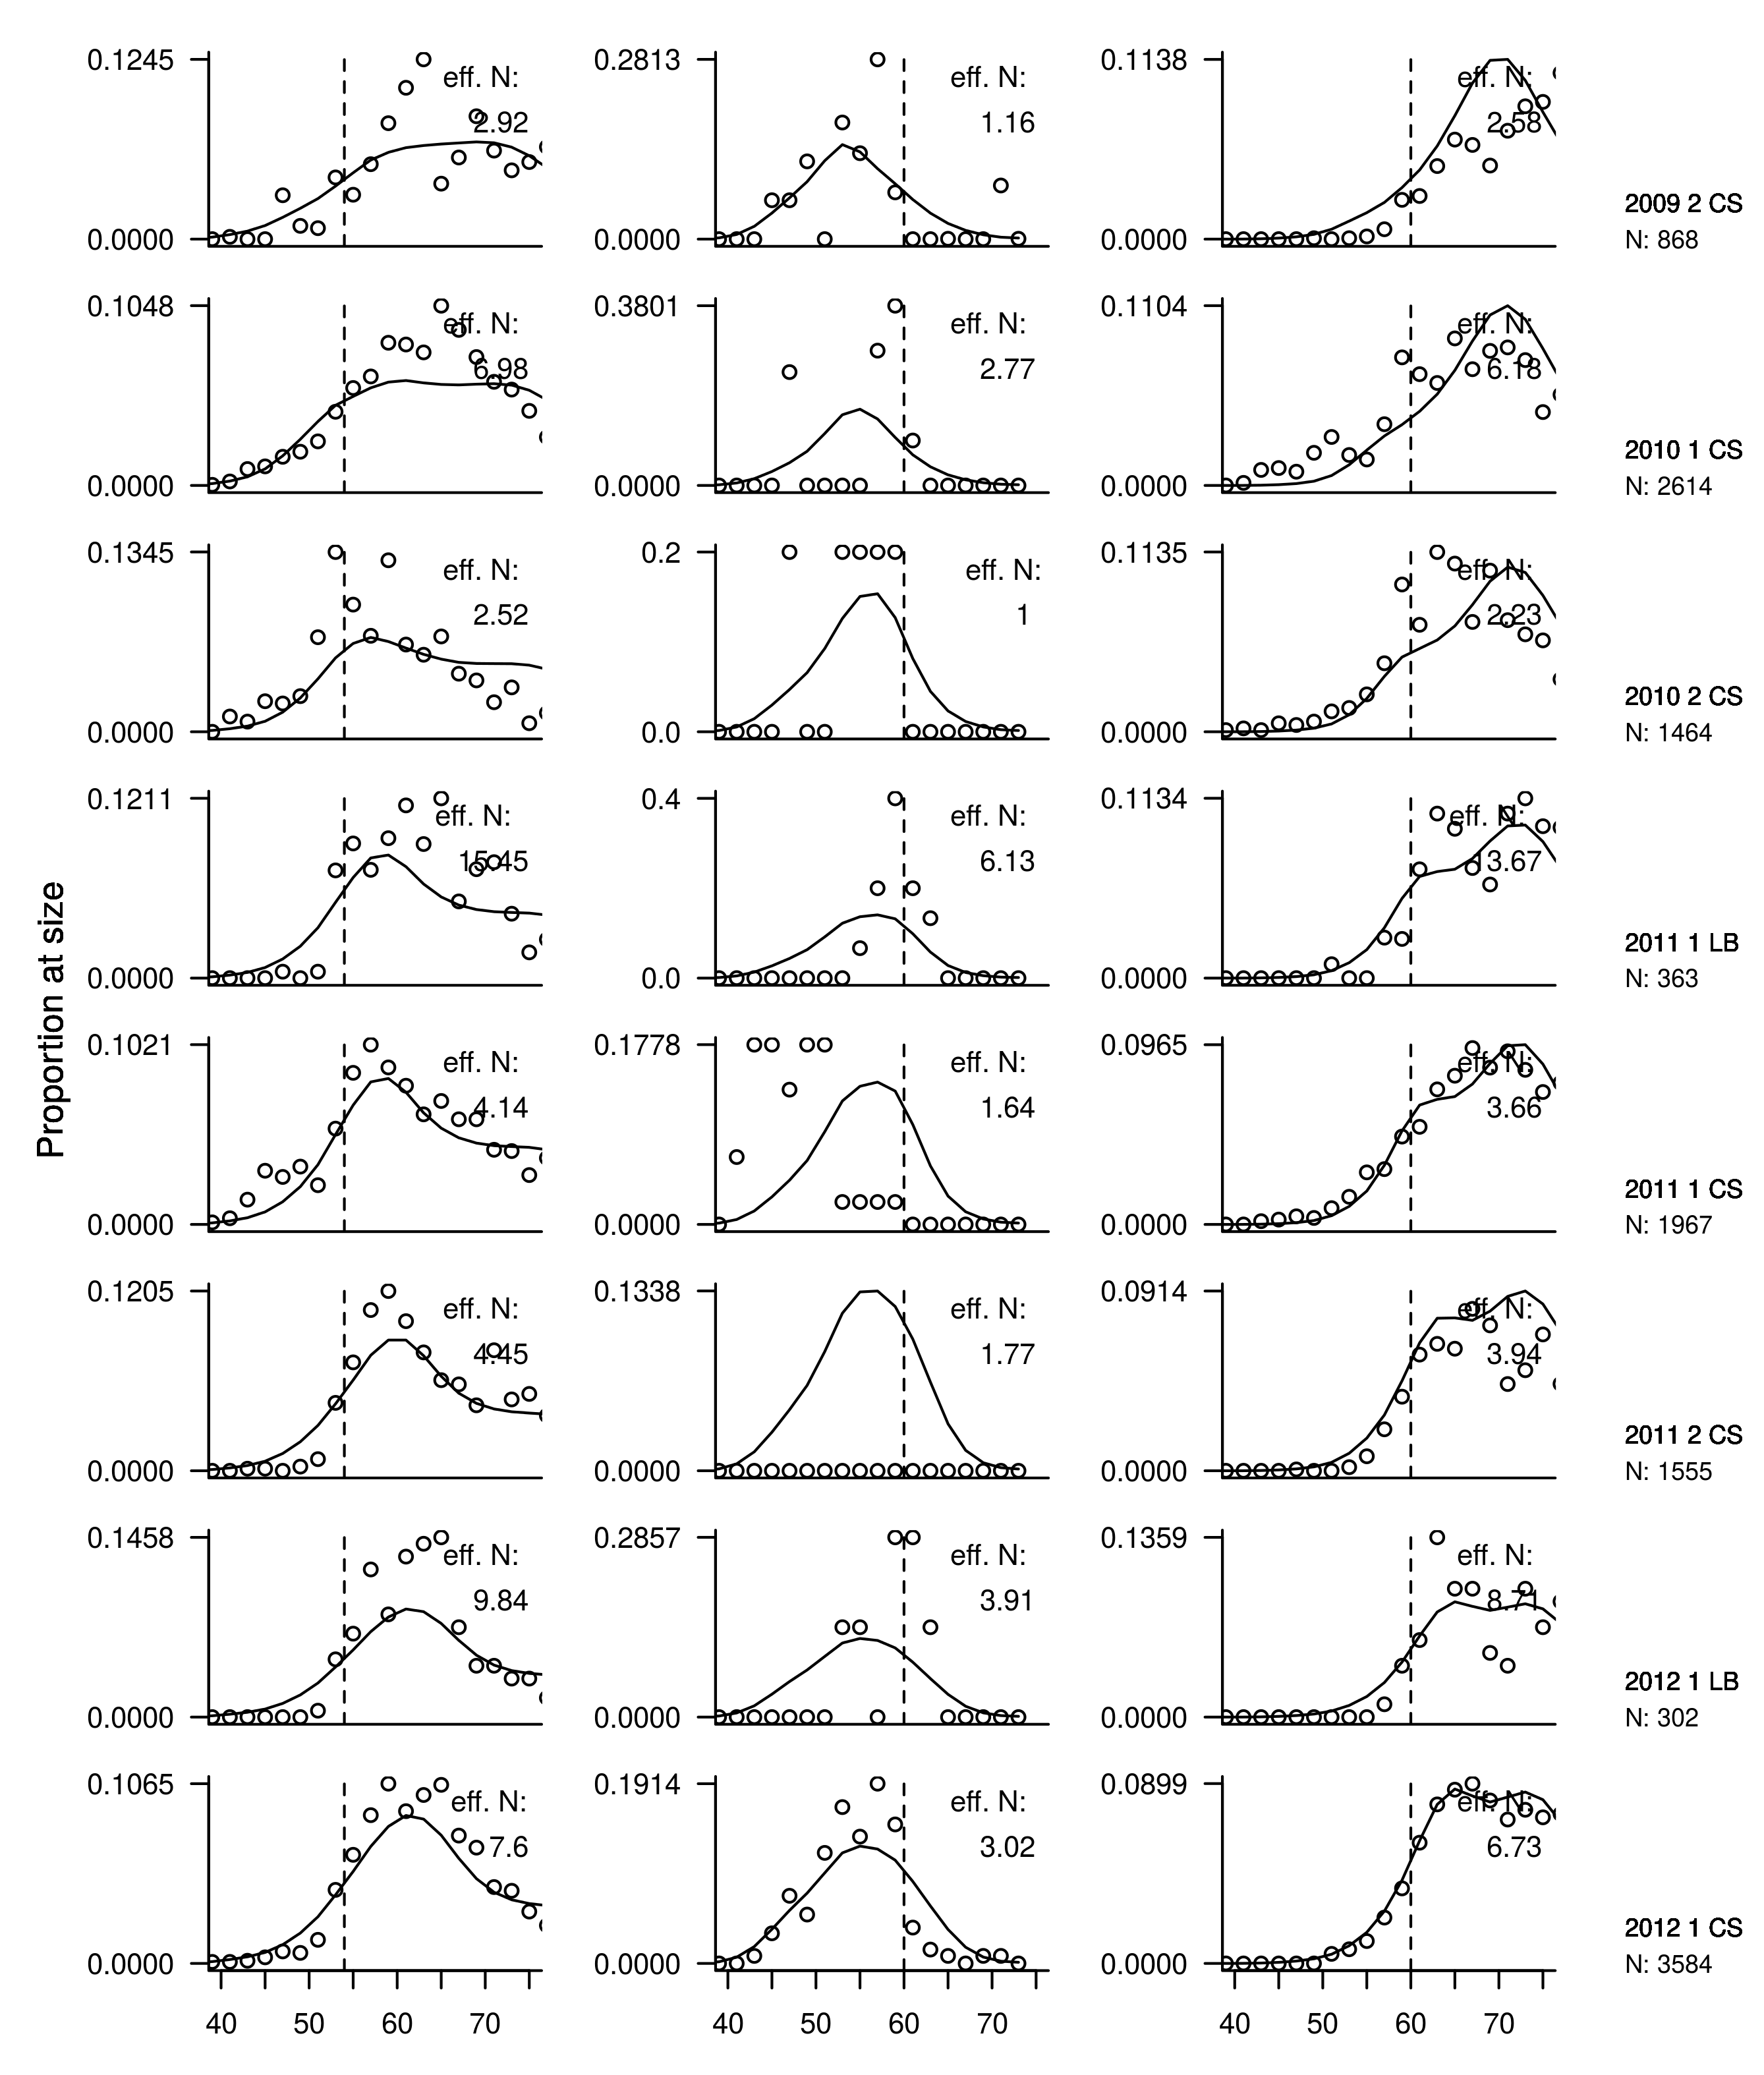 Proportion at size
0.1245
0.0000
eff. N:
2.92
0.2813
0.0000
eff. N:
1.16
0.1138
0.0000
eff. N:
2.58
2009 2 CS
N: 868
0.1048
0.0000
eff. N:
6.98
0.3801
0.0000
eff. N:
2.77
0.1104
0.0000
eff. N:
6.18
2010 1 CS
N: 2614
0.1345
0.0000
eff. N:
2.52
0.2
0.0
eff. N:
1
0.1135
0.0000
eff. N:
2.23
2010 2 CS
N: 1464
0.1211
0.0000
eff. N:
15.45
0.4
0.0
eff. N:
6.13
0.1134
0.0000
eff. N:
13.67
2011 1 LB
N: 363
0.1021
0.0000
eff. N:
4.14
0.1778
0.0000
eff. N:
1.64
0.0965
0.0000
eff. N:
3.66
2011 1 CS
N: 1967
0.1205
0.0000
eff. N:
4.45
0.1338
0.0000
eff. N:
1.77
0.0914
0.0000
eff. N:
3.94
2011 2 CS
N: 1555
0.1458
0.0000
eff. N:
9.84
0.2857
0.0000
eff. N:
3.91
0.1359
0.0000
eff. N:
8.71
2012 1 LB
N: 302
0.1065
0.0000
eff. N:
7.6
0.1914
0.0000
eff. N:
3.02
0.0899
0.0000
eff. N:
6.73
2012 1 CS
N: 3584
40 50 60 70
40 50 60 70
40 50 60 70